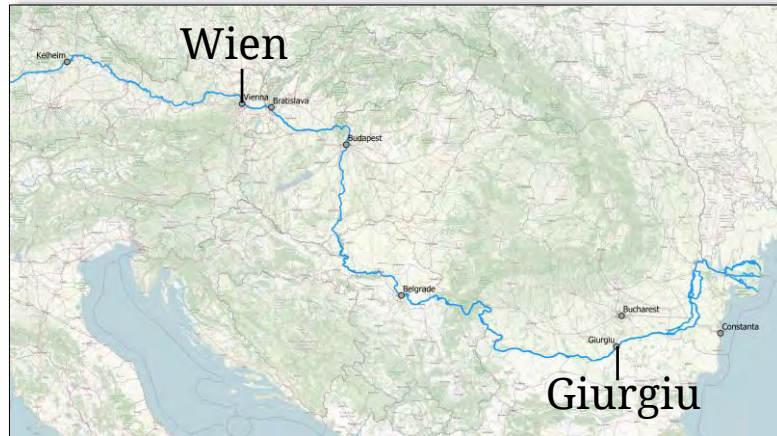 Wien
Kelheim
Vienna
Bratislava
Budapest
Belgrade
Bucharest
Constanta
Giurgiu
Giurgiu